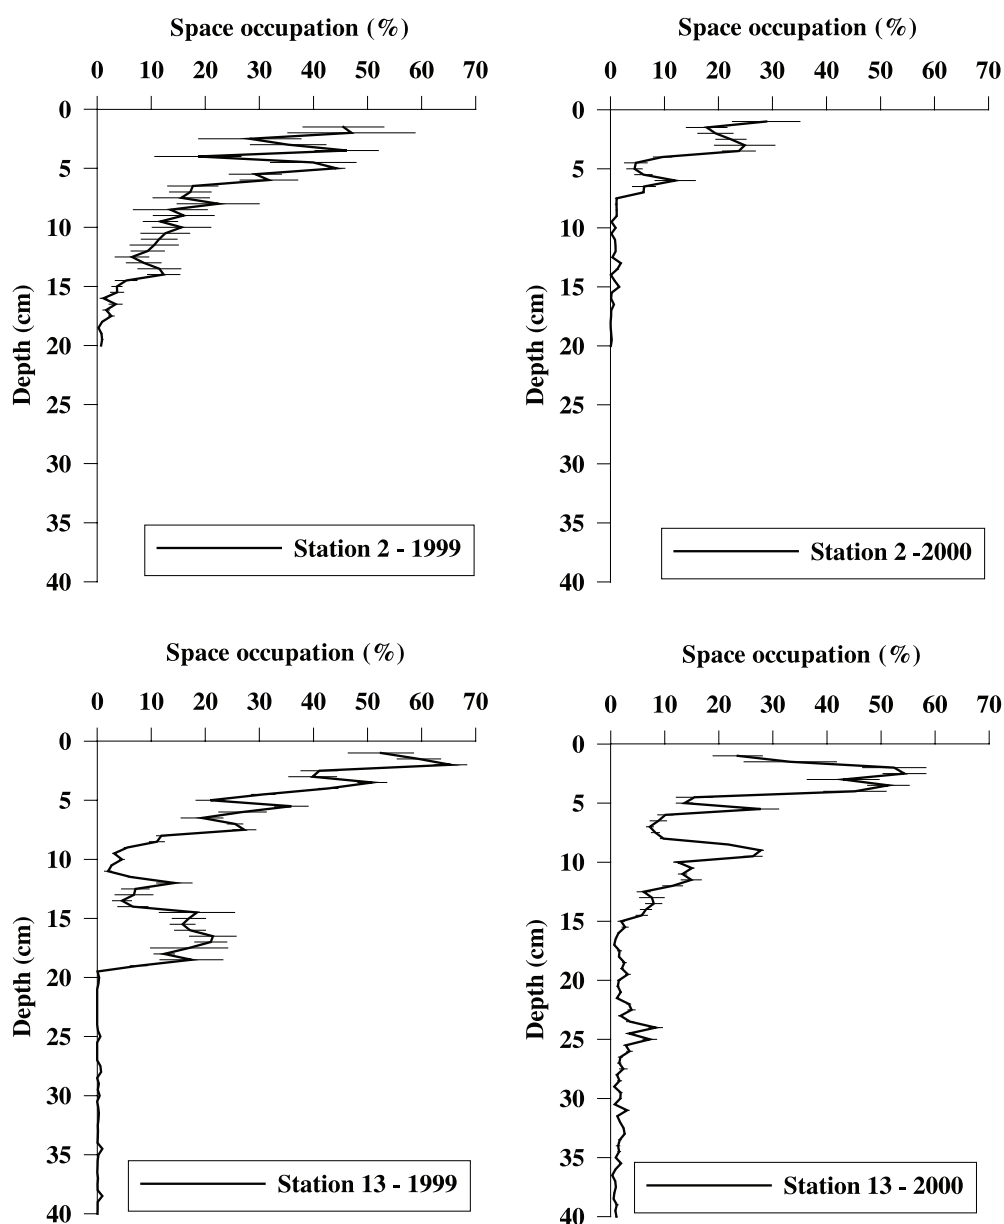 Space occupation (%)
0 10 20 30 40 50 60 70
0
5
10
15
20
25
30
35
40
Depth (cm)
Station 2 - 1999
Space occupation (%)
0 10 20 30 40 50 60 70
0
5
10
15
20
25
30
35
40
Depth (cm)
Station 2 -2000
Space occupation (%)
0 10 20 30 40 50 60 70
0
5
10
15
20
25
30
35
40
Depth (cm)
Station 13 - 1999
Space occupation (%)
0 10 20 30 40 50 60 70
0
5
10
15
20
25
30
35
40
Depth (cm)
Station 13 - 2000